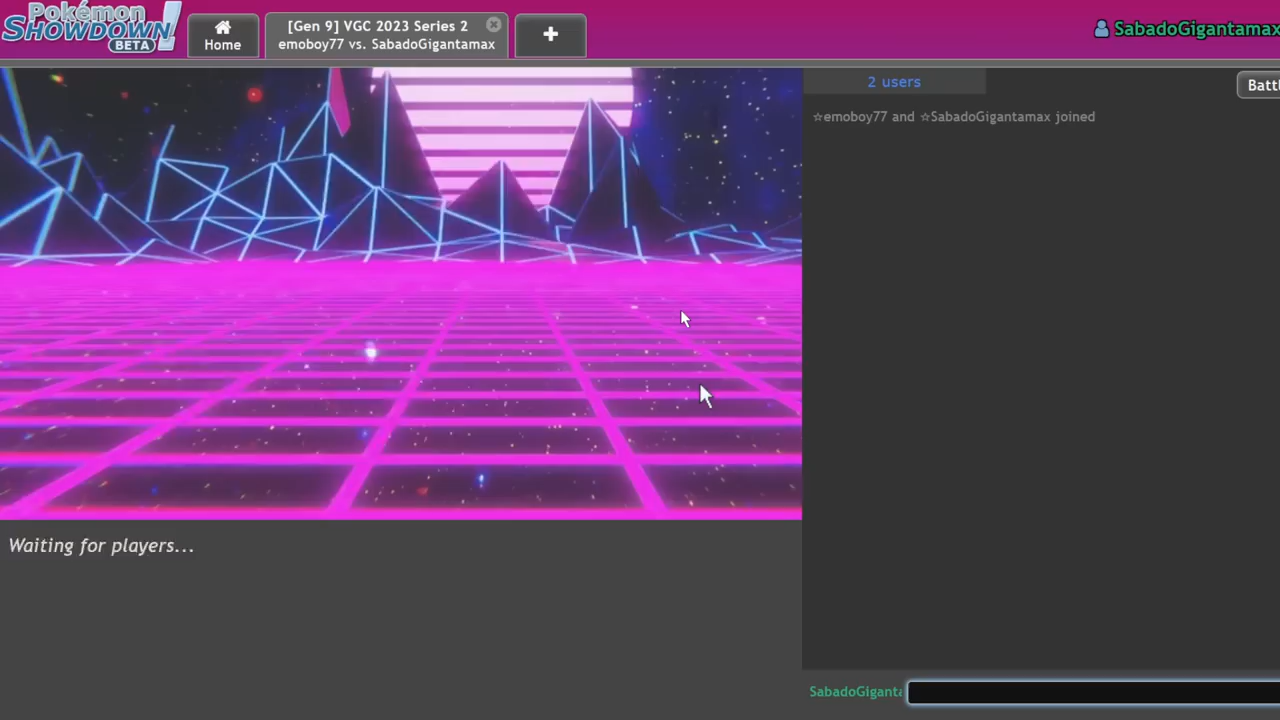 Pokémon
SHOWDOWN!
BETA
Home
[Gen 9] VGC 2023 Series 2
emoboy77 vs. SabadoGigantamax
SabadoGigantamax
2 users
Battl
☆emoboy77 and ☆SabadoGigantamax joined
Waiting for players...
SabadoGiganta